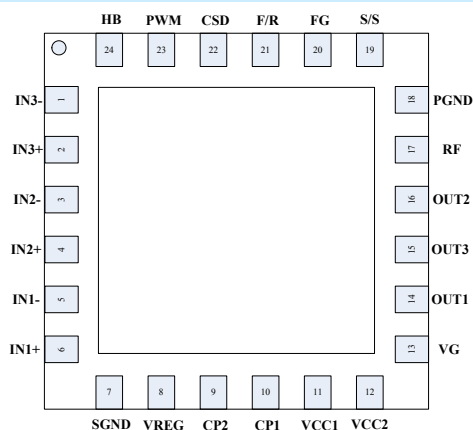 HB PWM CSD F/R FG S/S
24 23 22 21 20 19
IN3- 1 18 PGND
IN3+ 2 17 RF
IN2- 3 16 OUT2
IN2+ 4 15 OUT3
IN1- 5 14 OUT1
IN1+ 6 13 VG
7 8 9 10 11 12
SGND VREG CP2 CP1 VCC1 VCC2